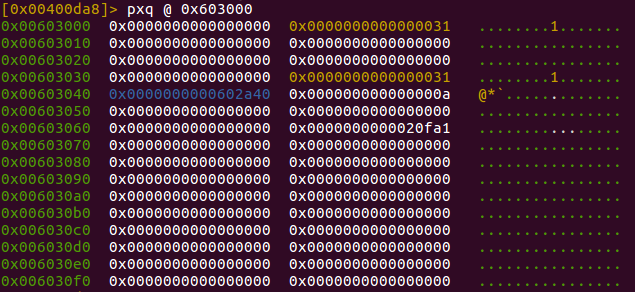 [0x00400da8]> pxq @ 0x603000
0x00603000  0x0000000000000000  0x0000000000000031  ........1.......
0x00603010  0x0000000000000000  0x0000000000000000  ................
0x00603020  0x0000000000000000  0x0000000000000000  ................
0x00603030  0x0000000000000000  0x0000000000000031  ........1.......
0x00603040  0x0000000000602a40  0x000000000000000a  @*`.............
0x00603050  0x0000000000000000  0x0000000000000000  ................
0x00603060  0x0000000000000000  0x0000000000020fa1  ................
0x00603070  0x0000000000000000  0x0000000000000000  ................
0x00603080  0x0000000000000000  0x0000000000000000  ................
0x00603090  0x0000000000000000  0x0000000000000000  ................
0x006030a0  0x0000000000000000  0x0000000000000000  ................
0x006030b0  0x0000000000000000  0x0000000000000000  ................
0x006030c0  0x0000000000000000  0x0000000000000000  ................
0x006030d0  0x0000000000000000  0x0000000000000000  ................
0x006030e0  0x0000000000000000  0x0000000000000000  ................
0x006030f0  0x0000000000000000  0x0000000000000000  ................